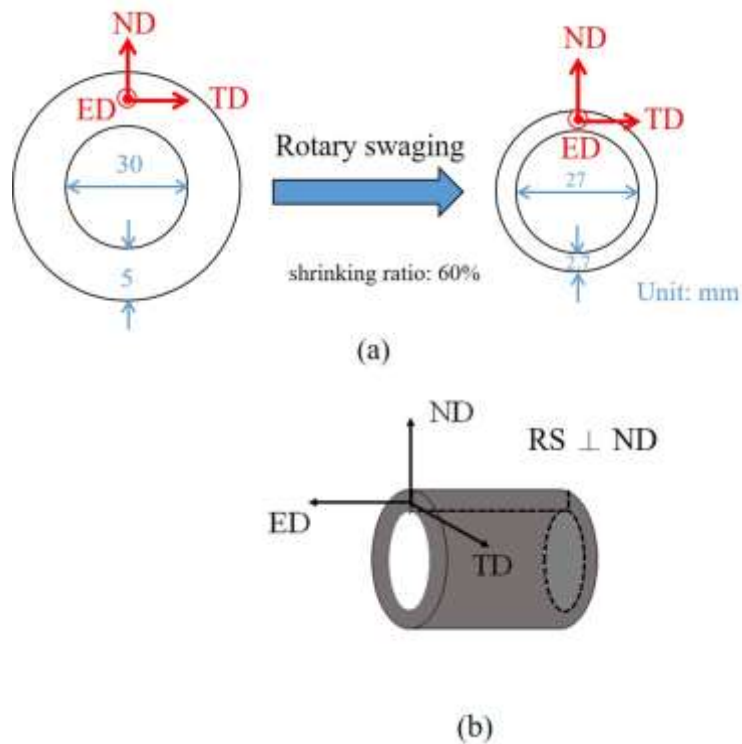 ND
ED
TD
30
5
Rotary swaging
shrinking ratio: 60%
ND
TD
ED
27
2.7
Unit: mm
(a)
ND
RS ⊥ ND
ED
TD
(b)